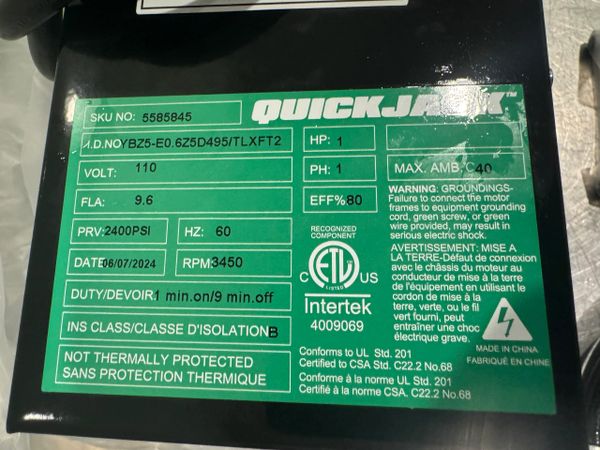 SKU NO: 5585845
QUICKJACK™
I.D.NO YBZ5-E0.6Z5D495/TLXFT2
HP: 1
VOLT: 110
PH: 1
MAX. AMB.°C 40
FLA: 9.6
EFF% 80
PRV: 2400PSI
HZ: 60
DATE 06/07/2024
RPM 3450
DUTY/DEVOIR 1 min.on/9 min.off
INS CLASS/CLASSE D'ISOLATION B
NOT THERMALLY PROTECTED
SANS PROTECTION THERMIQUE
RECOGNIZED
COMPONENT
C ETL US
LISTED
Intertek
4009069
WARNING: GROUNDINGS-
Failure to connect the motor
frames to equipment grounding
cord, green screw, or green
wire provided, may result in
serious electric shock.
AVERTISSEMENT: MISE A
LA TERRE-Défaut de connexion
avec le châssis du moteur au
conducteur de mise à la terre
de l'équipement en utilisant le
cordon de mise à la
terre, verte, ou le fil
vert fourni, peut
entraîner une choc
électrique grave.
MADE IN CHINA
FABRIQUÉ EN CHINE
Conforms to UL Std. 201
Certified to CSA Std. C22.2 No.68
Conforme à la norme UL Std. 201
Certifié à la norme CSA. C22.2 No.68